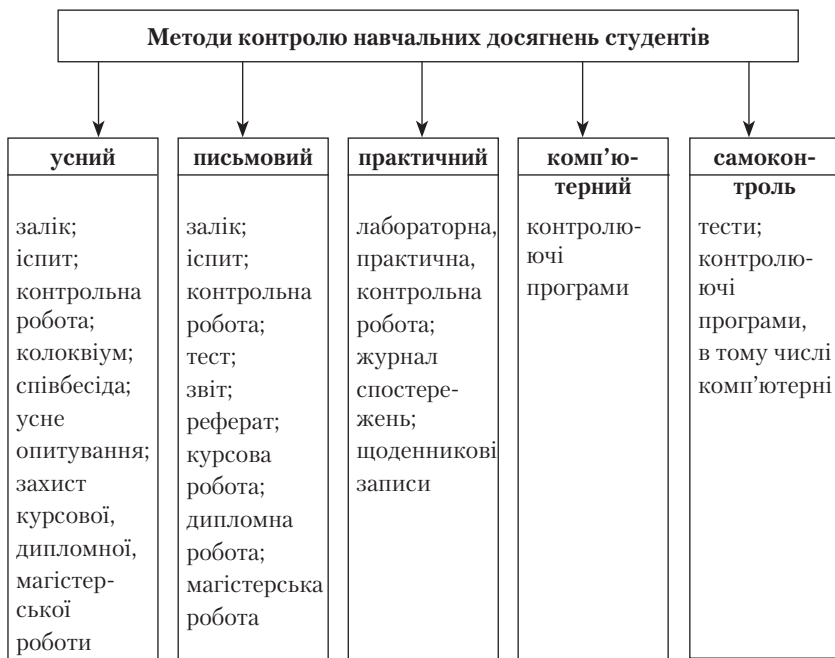 Методи контролю навчальних досягнень студентів
усний
залік;
іспит;
контрольна
робота;
колоквіум;
співбесіда;
усне
опитування;
захист
курсової,
дипломної,
магістер-
ської
роботи
письмовий
залік;
іспит;
контрольна
робота;
тест;
звіт;
реферат;
курсова
робота;
дипломна
робота;
магістерська
робота
практичний
лабораторна,
практична,
контрольна
робота;
журнал
спостере-
жень;
щоденникові
записи
комп’ю-
терний
контролю-
ючі
програми
самокон-
троль
тести;
контролю-
ючі
програми,
в тому числі
комп’ютерні